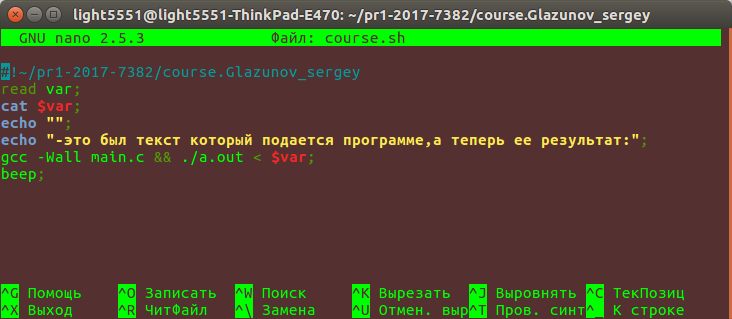 light5551@light5551-ThinkPad-E470: ~/pr1-2017-7382/course.Glazunov_sergey
GNU nano 2.5.3 Файл: course.sh
#!~/pr1-2017-7382/course.Glazunov_sergey
read var;
cat $var;
echo "";
echo "-это был текст который подается программе,а теперь ее результат:";
gcc -Wall main.c && ./a.out < $var;
beep;
^G Помощь ^O Записать ^W Поиск ^K Вырезать ^J Выровнять ^C ТекПозиц
^X Выход ^R ЧитФайл ^\ Замена ^U Отмен. выр^T Пров. синт^_ К строке